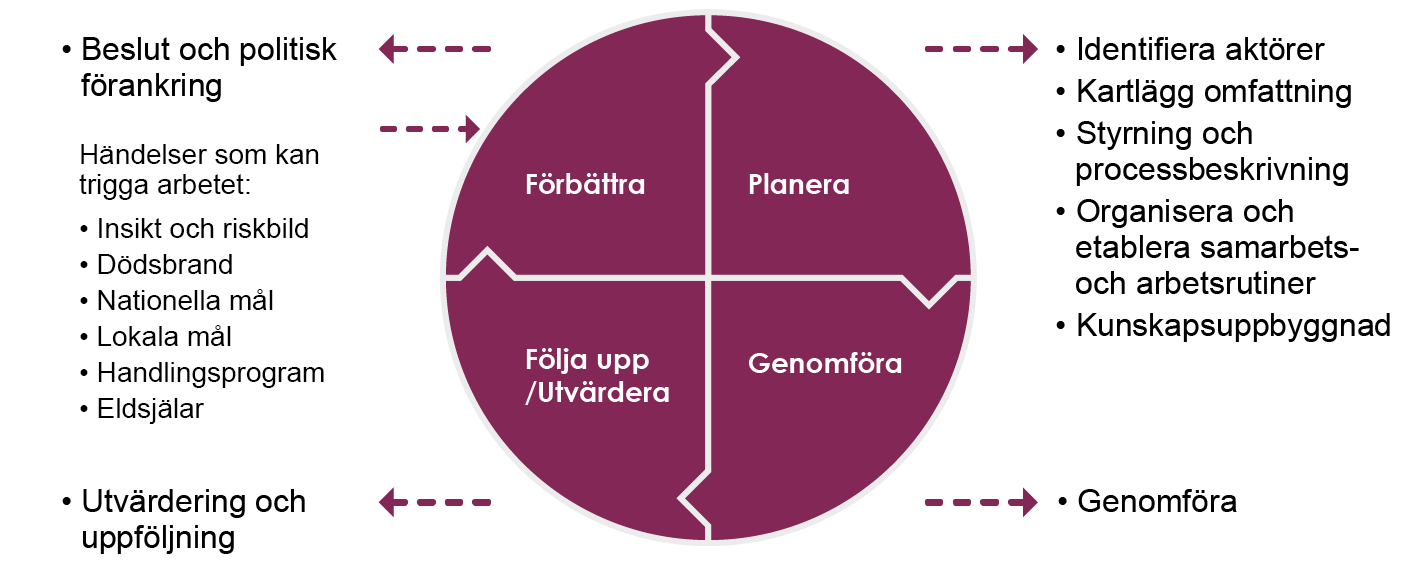 • Beslut och politisk
förankring
Händelser som kan
trigga arbetet:
• Insikt och riskbild
• Dödsbrand
• Nationella mål
• Lokala mål
• Handlingsprogram
• Eldsjälar
• Utvärdering och
uppföljning
Förbättra
Planera
Följa upp
/Utvärdera
Genomföra
• Identifiera aktörer
• Kartlägg omfattning
• Styrning och
processbeskrivning
• Organisera och
etablera samarbets-
och arbetsrutiner
• Kunskapsuppbyggnad
• Genomföra